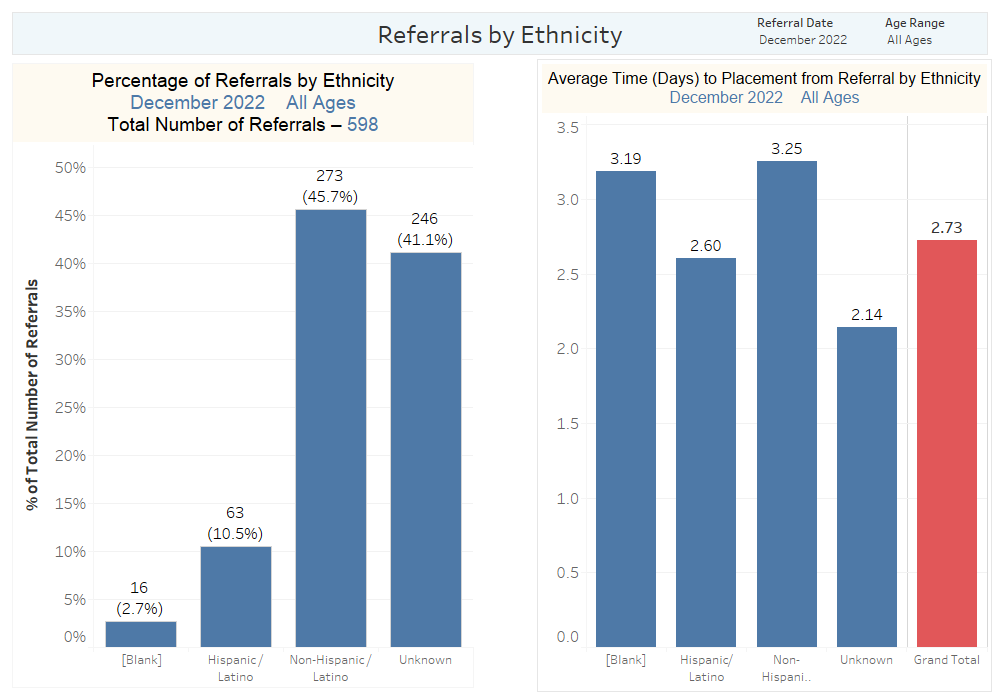 Referrals by Ethnicity
Referral Date
December 2022
Age Range
All Ages
Percentage of Referrals by Ethnicity
December 2022 All Ages
Total Number of Referrals – 598
% of Total Number of Referrals
50%
45%
40%
35%
30%
25%
20%
15%
10%
5%
0%
16
(2.7%)
63
(10.5%)
273
(45.7%)
246
(41.1%)
[Blank]
Hispanic/
Latino
Non-Hispanic/
Latino
Unknown
Average Time (Days) to Placement from Referral by Ethnicity
December 2022 All Ages
3.5
3.0
2.5
2.0
1.5
1.0
0.5
0.0
3.19
2.60
3.25
2.14
2.73
[Blank]
Hispanic/
Latino
Non-
Hispani..
Unknown
Grand Total